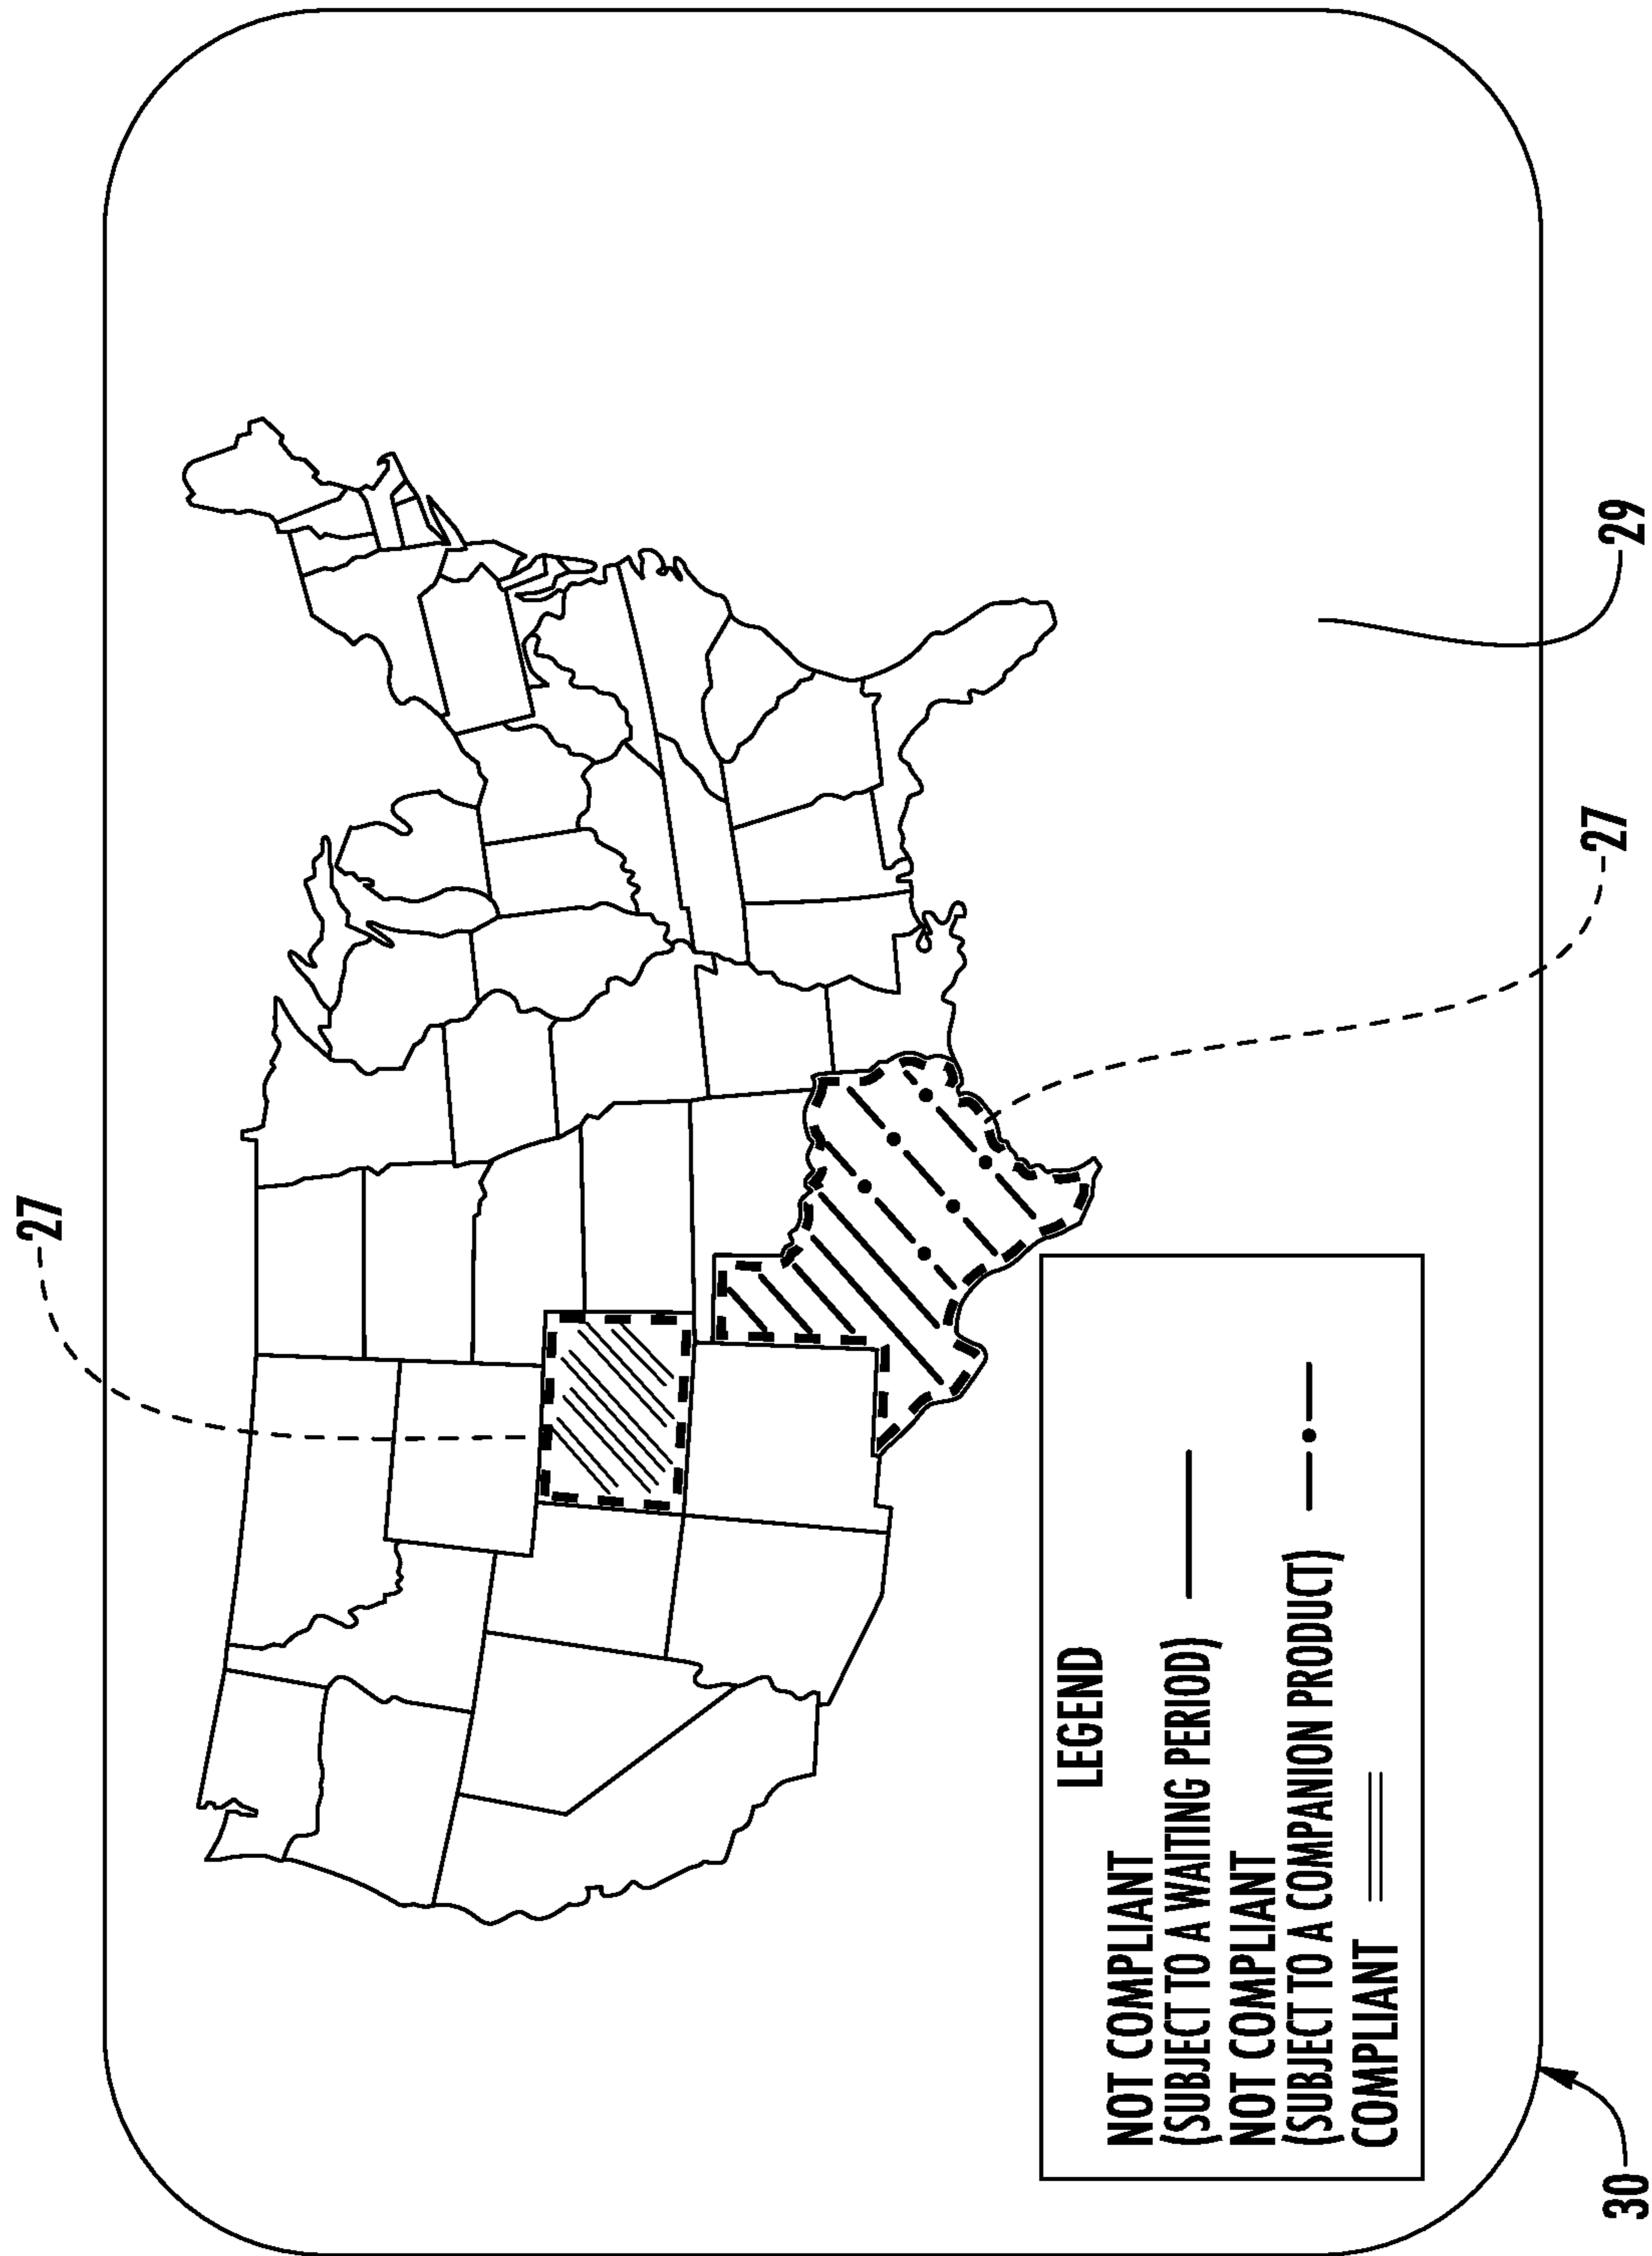 27
LEGEND
NOT COMPLIANT
(SUBJECT TO A WAITING PERIOD)
NOT COMPLIANT
(SUBJECT TO A COMPANION PRODUCT)
COMPLIANT
30
27
29